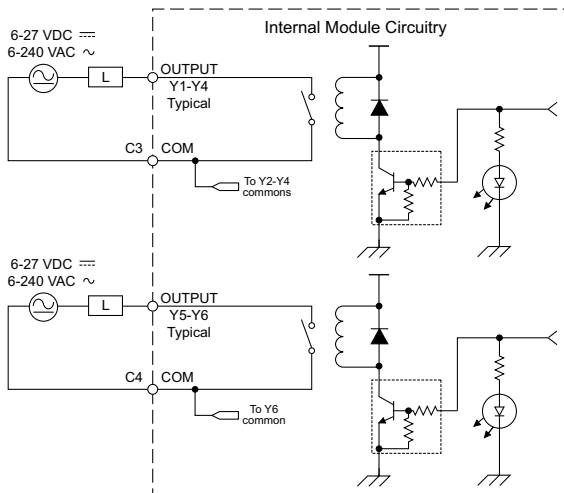 Internal Module Circuitry
6-27 VDC ⎓
6-240 VAC ∼
L
OUTPUT
Y1-Y4
Typical
C3
COM
To Y2-Y4
commons
6-27 VDC ⎓
6-240 VAC ∼
L
OUTPUT
Y5-Y6
Typical
C4
COM
To Y6
common